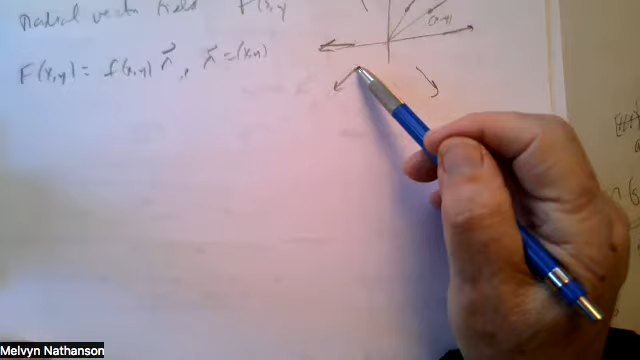 Radial vector field F(x,y
(x,y)
F(x,y) = f(x,y) r⃗, r⃗ = (x,y)
Melvyn Nathanson